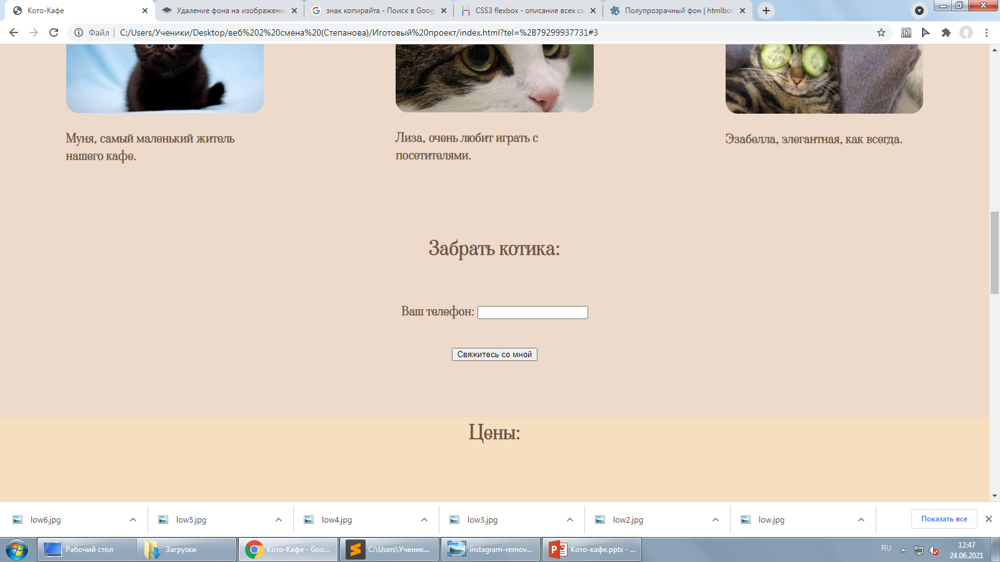 Кото-Кафе
Удаление фона на изображени
знак копирайта - Поиск в Goog
CSS3 flexbox - описание всех св
Полупрозрачный фон | htmlboo
Файл
C:/Users/Ученики/Desktop/веб%202%20смена%20(Степанова)/Иготовый%20проект/index.html?tel=%2B79299937731#3
Муня, самый маленький житель
нашего кафе.
Лиза, очень любит играть с
посетителями.
Эзабелла, элегантная, как всегда.
Забрать котика:
Ваш телефон:
Свяжитесь со мной
Цены:
low6.jpg
low5.jpg
low4.jpg
low3.jpg
low2.jpg
low.jpg
Показать все
Рабочий стол
Загрузки
Кото-Кафе - Goo...
C:\Users\Ученик...
instagram-remov...
Кото-кафе.pptx - ...
RU
12:47
24.06.2021